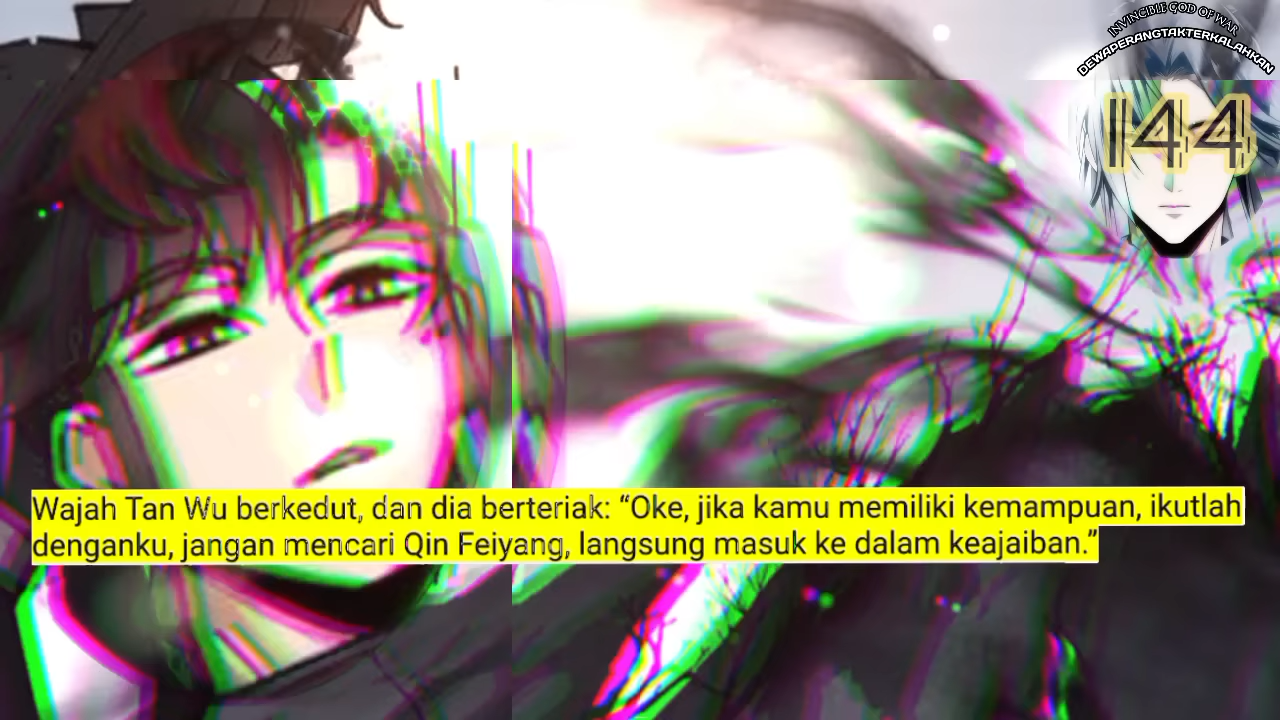 INVINCIBLE GOD OF WAR
DEWAPERANGTAKTERKALAHKAN
144
Wajah Tan Wu berkedut, dan dia berteriak: “Oke, jika kamu memiliki kemampuan, ikutlah
denganku, jangan mencari Qin Feiyang, langsung masuk ke dalam keajaiban.”